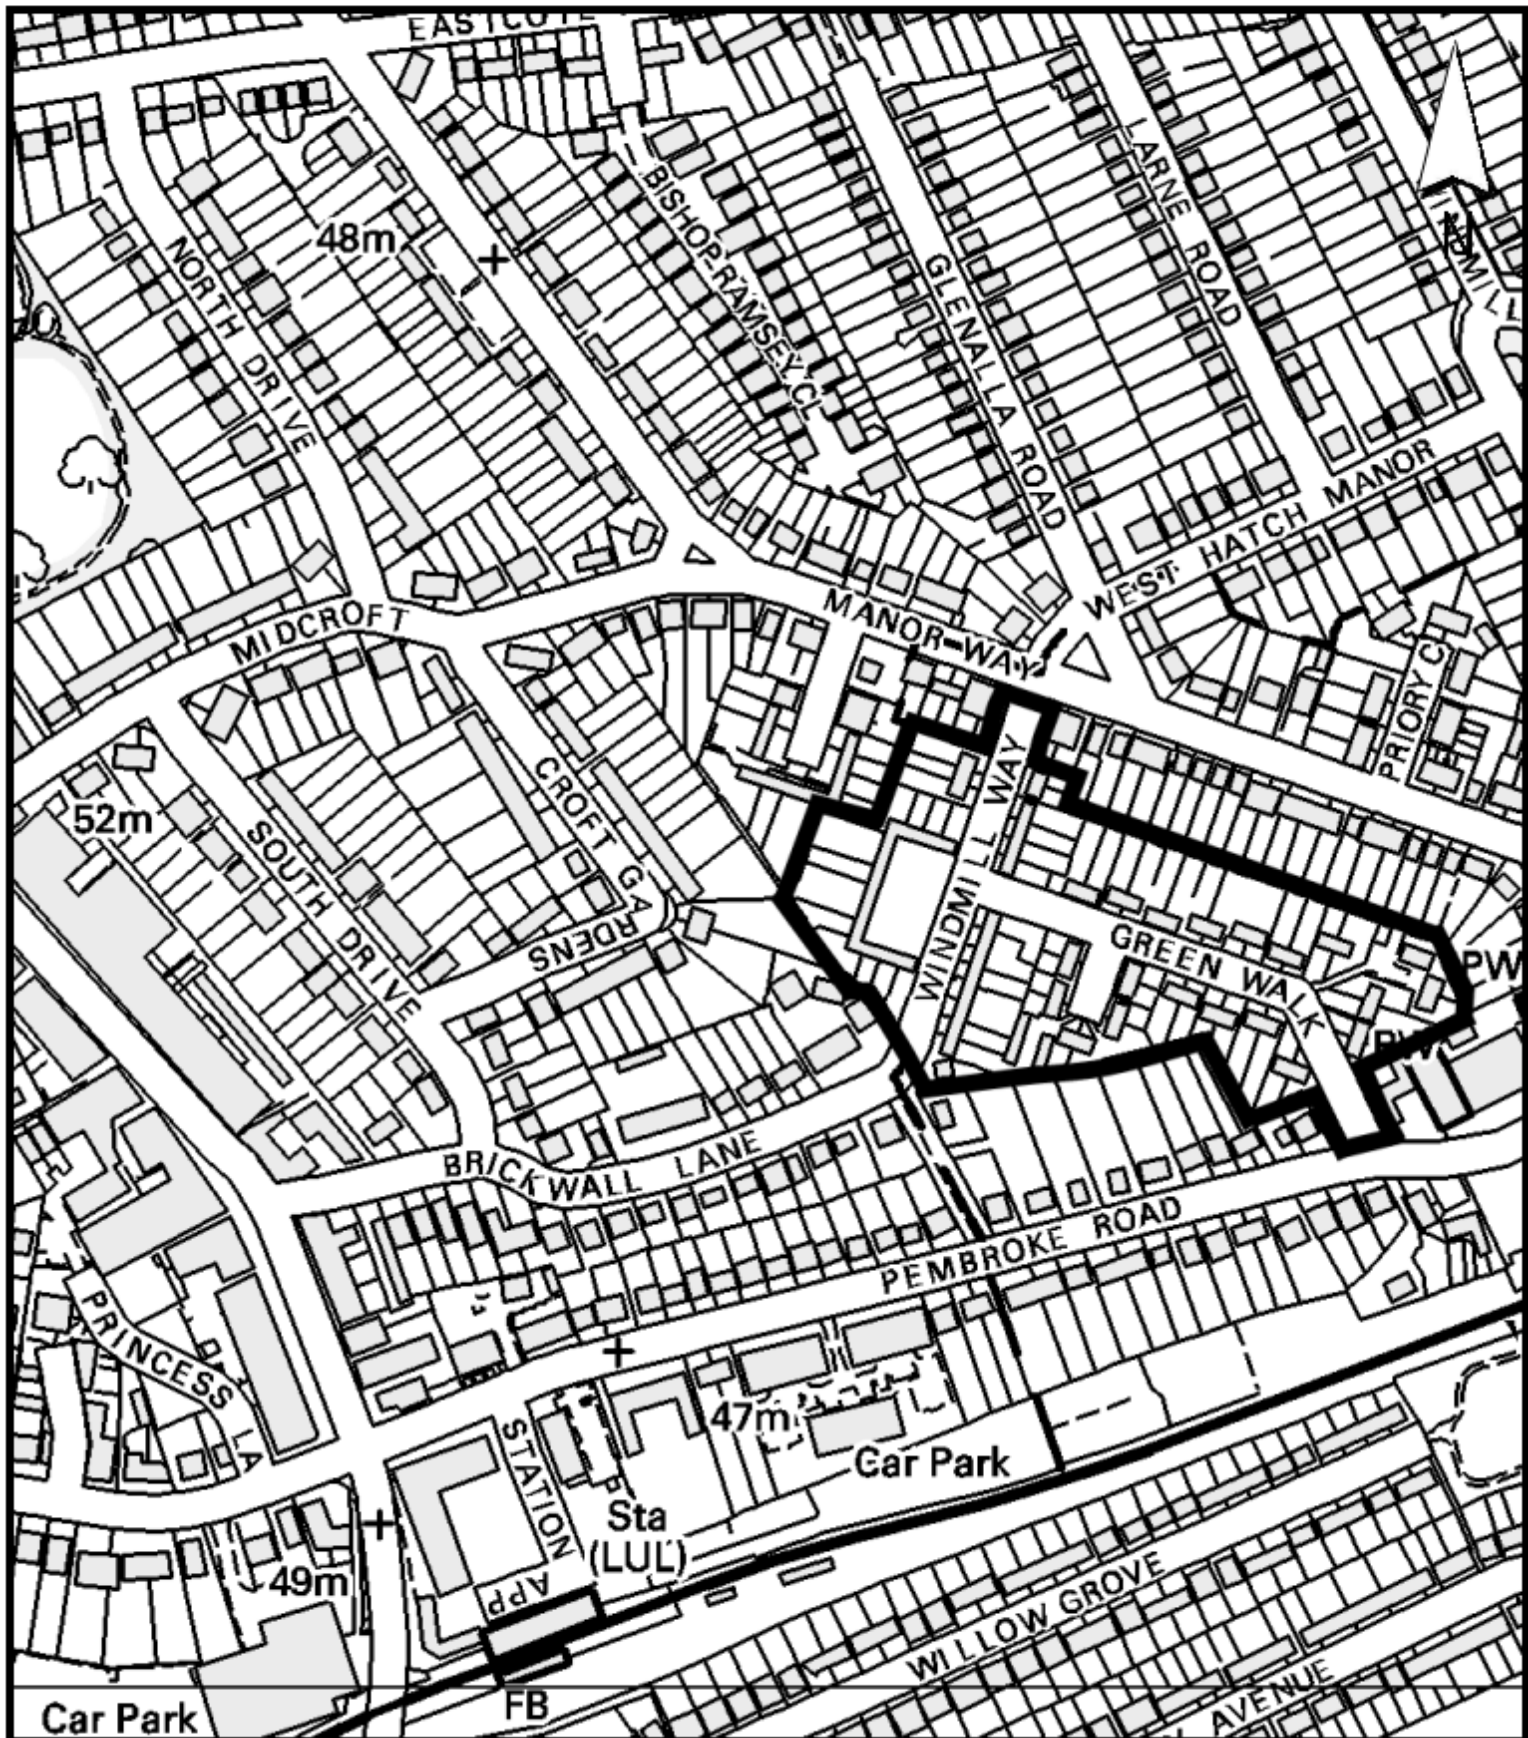 48m
NORTH DRIVE
BISHOP RAMSEY CL
GLENALLA ROAD
LARNE ROAD
N
WEST HATCH MANOR
MIDCROFT
MANOR WAY
PRIORY CL
52m
SOUTH DRIVE
CROFT GARDENS
WINDMILL WAY
GREEN WALK
PW
PW
BRICKWALL LANE
PEMBROKE ROAD
PRINCESS LA
47m
Car Park
STATION APP
Sta
(LUL)
49m
WILLOW GROVE
AVENUE
FB
Car Park